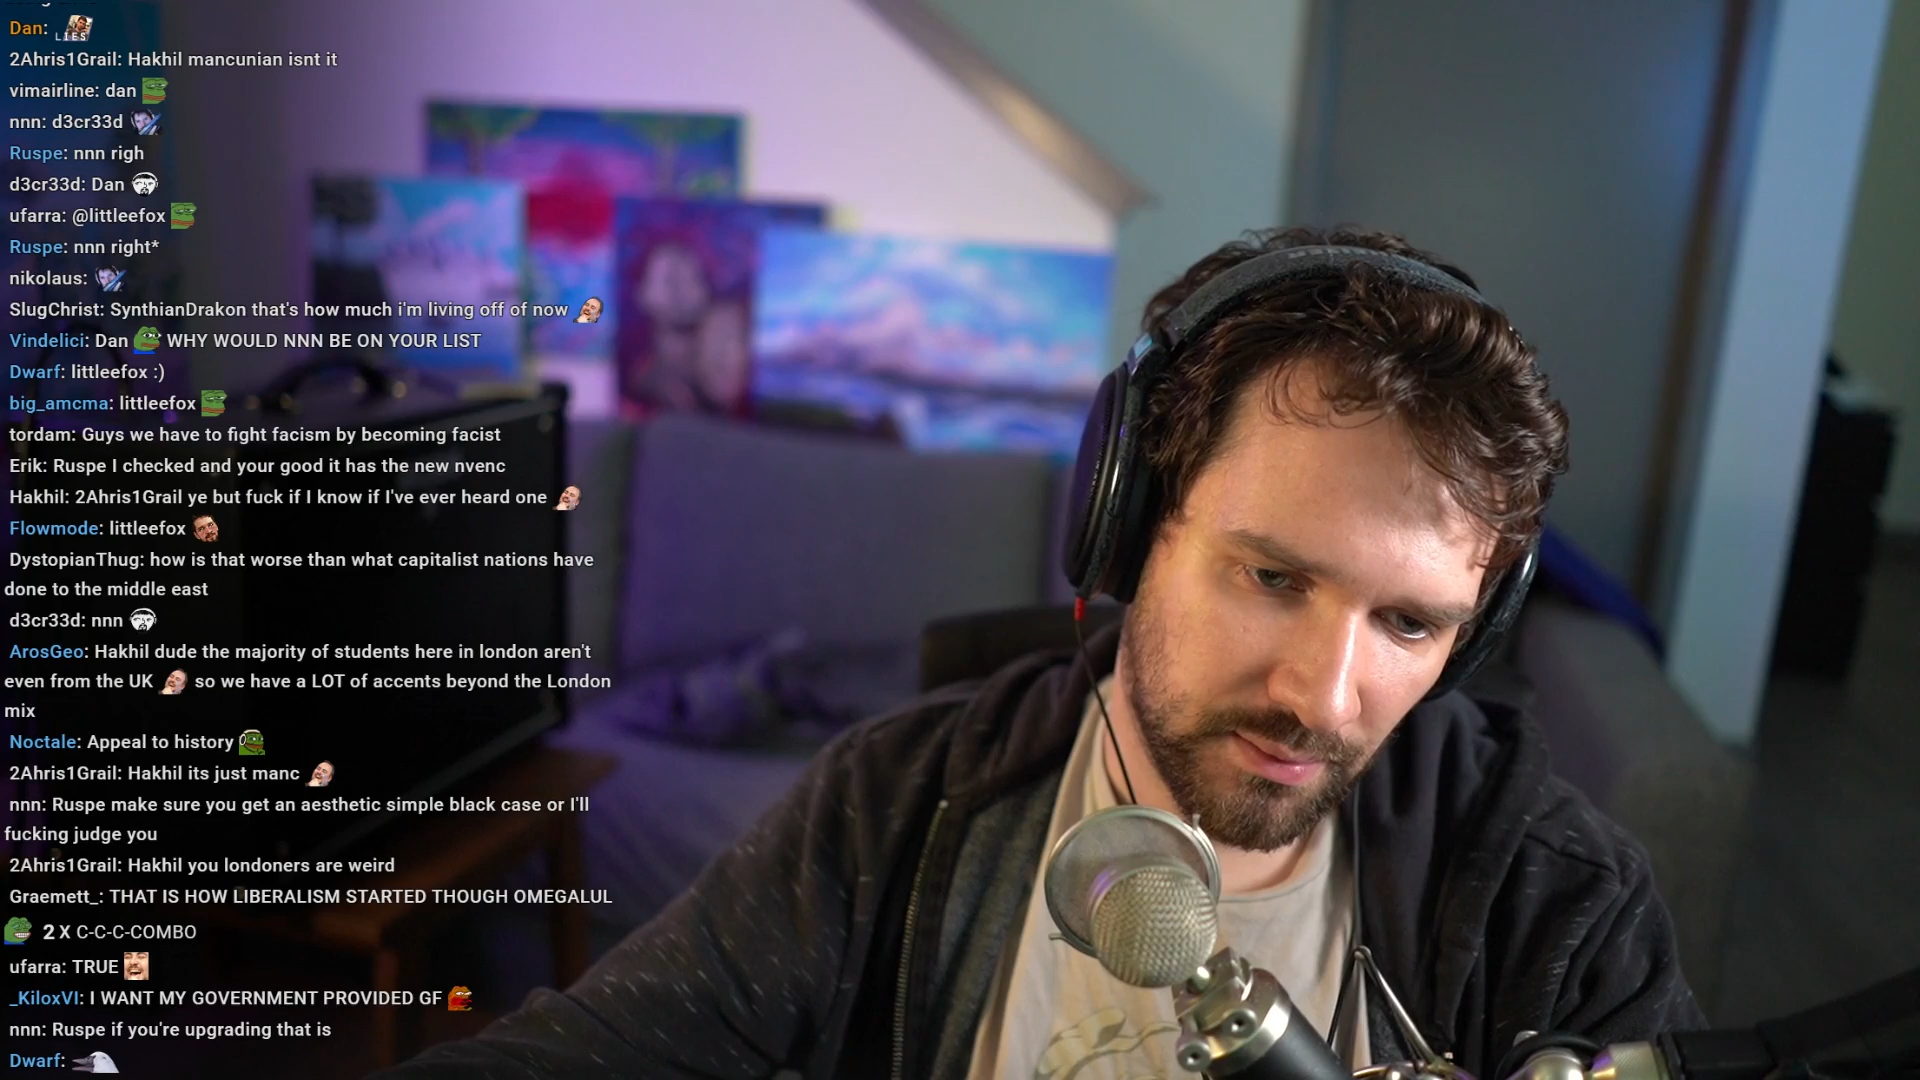 Dan: LIES
2Ahris1Grail: Hakhil mancunian isnt it
vimairline: dan
nnn: d3cr33d
Ruspe: nnn righ
d3cr33d: Dan
ufarra: @littleefox
Ruspe: nnn right*
nikolaus:
SlugChrist: SynthianDrakon that's how much i'm living off of now
Vindelici: Dan WHY WOULD NNN BE ON YOUR LIST
Dwarf: littleefox :)
big_amcma: littleefox
tordam: Guys we have to fight facism by becoming facist
Erik: Ruspe I checked and your good it has the new nvenc
Hakhil: 2Ahris1Grail ye but fuck if I know if I've ever heard one
Flowmode: littleefox
DystopianThug: how is that worse than what capitalist nations have
done to the middle east
d3cr33d: nnn
ArosGeo: Hakhil dude the majority of students here in london aren't
even from the UK so we have a LOT of accents beyond the London
mix
Noctale: Appeal to history
2Ahris1Grail: Hakhil its just manc
nnn: Ruspe make sure you get an aesthetic simple black case or I'll
fucking judge you
2Ahris1Grail: Hakhil you londoners are weird
Graemett_: THAT IS HOW LIBERALISM STARTED THOUGH OMEGALUL
2 X C-C-C-COMBO
ufarra: TRUE
_KiloxVI: I WANT MY GOVERNMENT PROVIDED GF
nnn: Ruspe if you're upgrading that is
Dwarf: